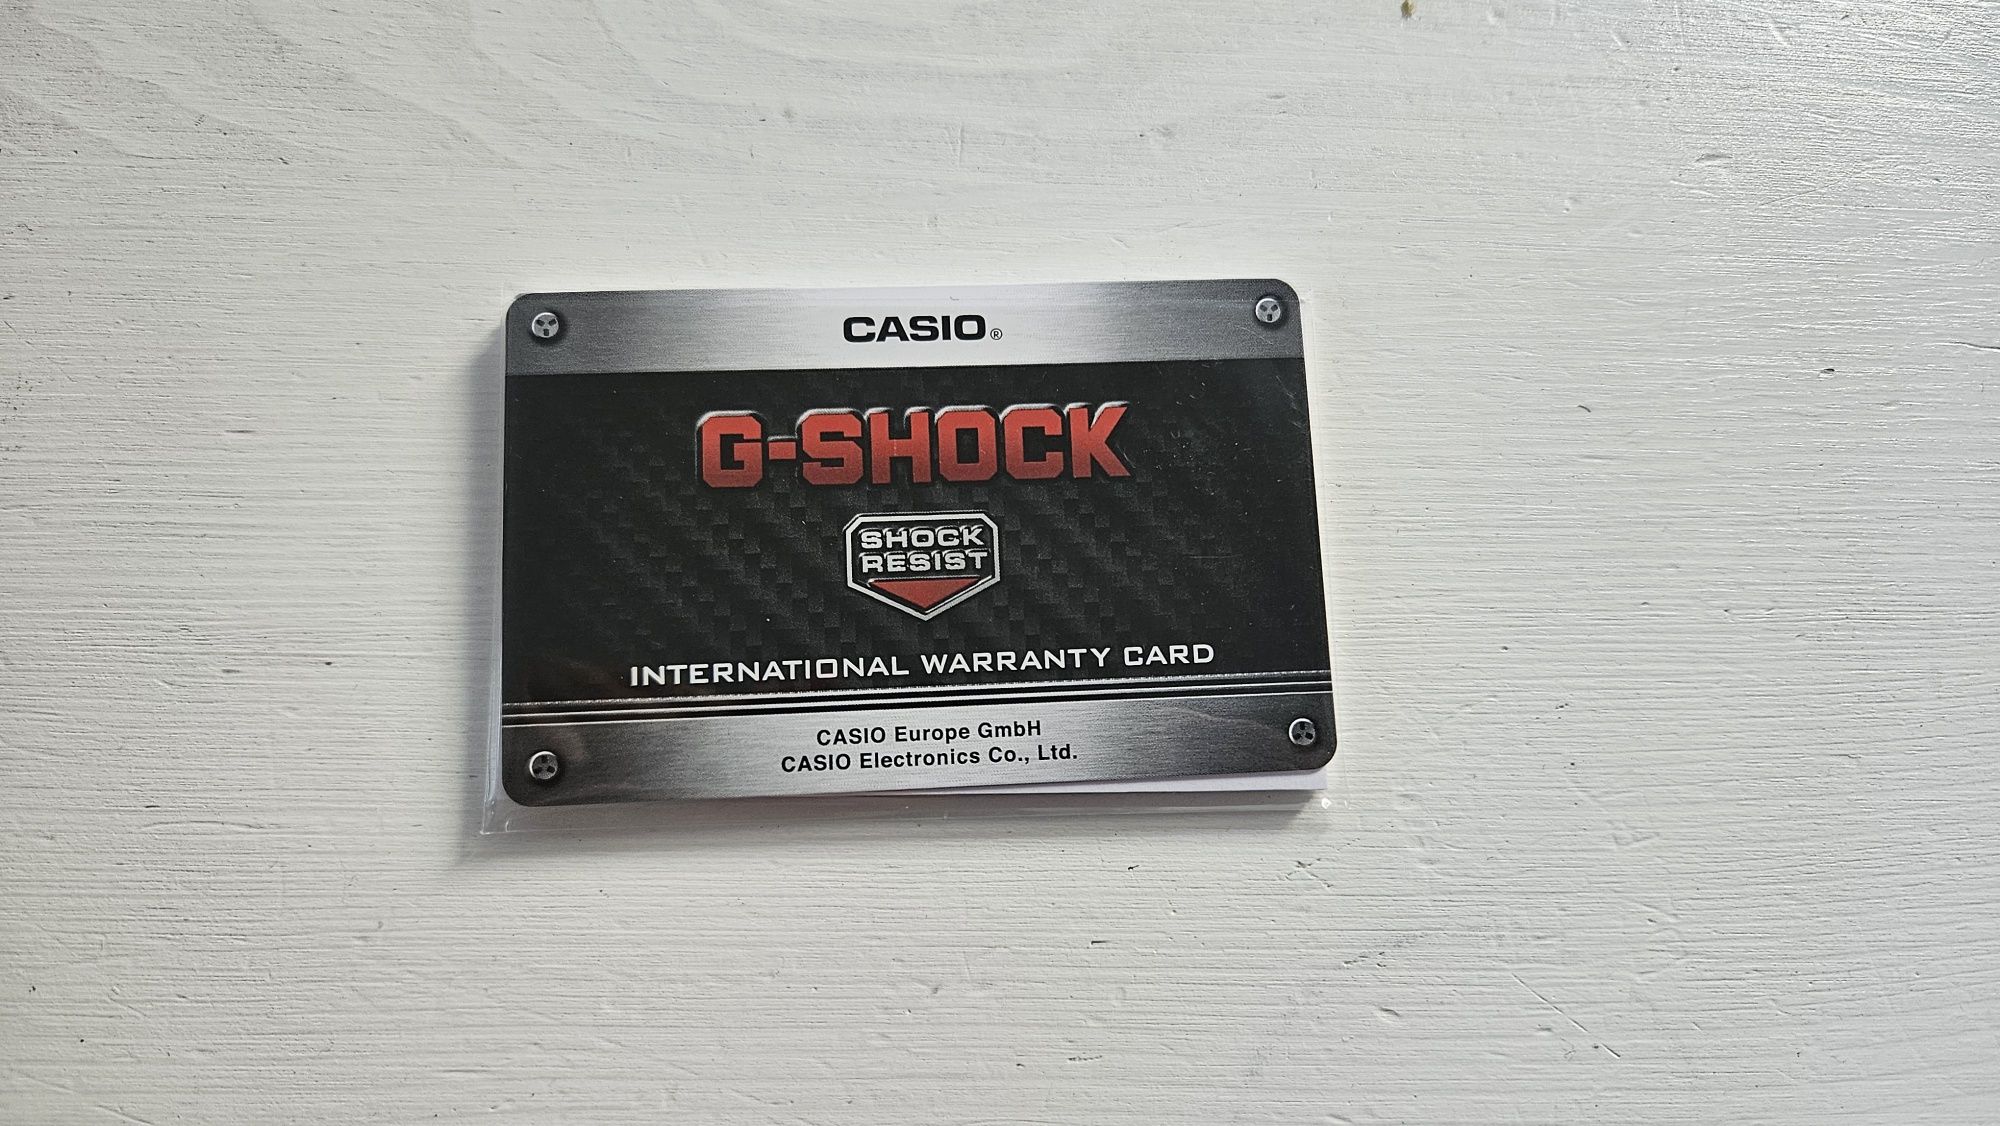 CASIO®
G-SHOCK
SHOCK
RESIST
INTERNATIONAL WARRANTY CARD
CASIO Europe GmbH
CASIO Electronics Co., Ltd.